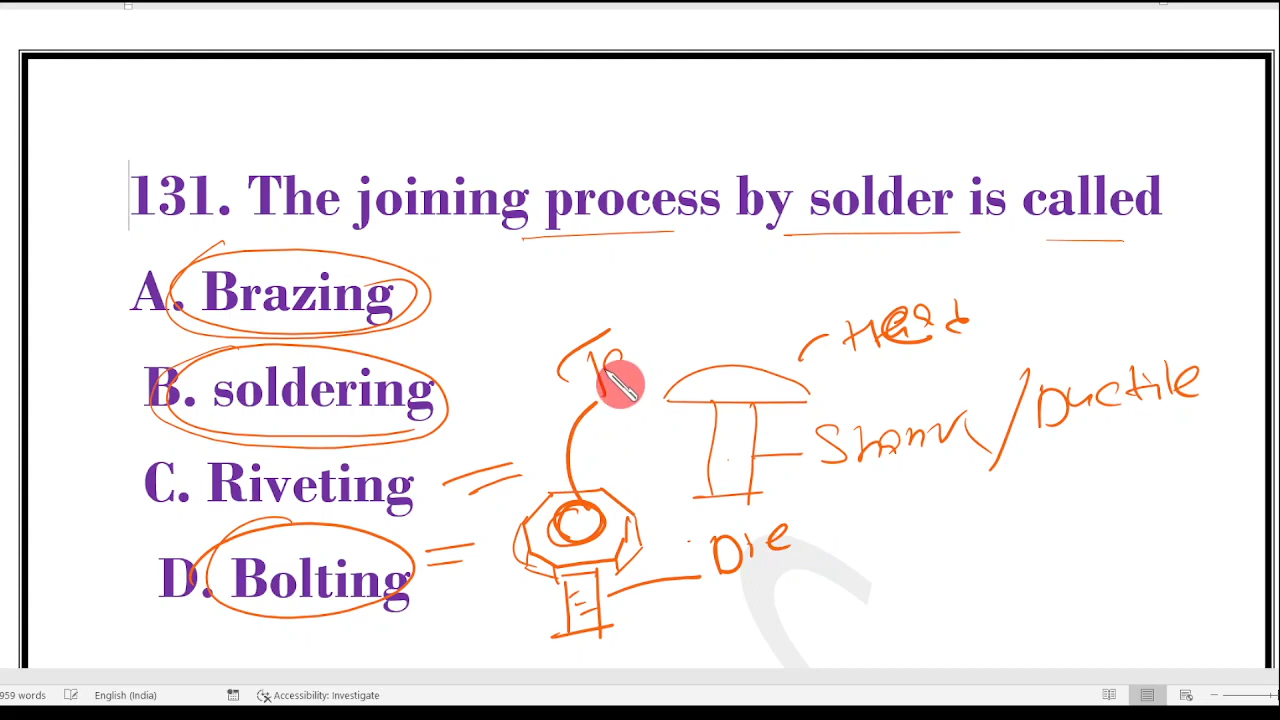 131. The joining process by solder is called
A. Brazing
B. soldering
C. Riveting
D. Bolting
Head
Ductile
Die
959 words
English (India)
Accessibility: Investigate